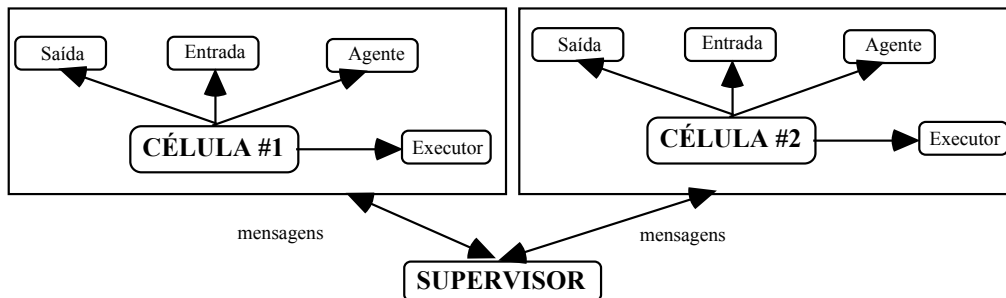 Saída
Entrada
Agente
CÉLULA #1
Executor
Saída
Entrada
Agente
CÉLULA #2
Executor
mensagens
mensagens
SUPERVISOR